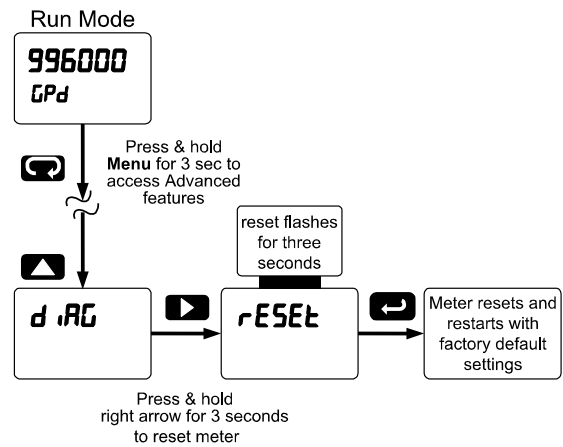 Run Mode
996000
GPd
Press & hold
Menu for 3 sec to
access Advanced
features
reset flashes
for three
seconds
diAG
rESEt
Meter resets and
restarts with
factory default
settings
Press & hold
right arrow for 3 seconds
to reset meter